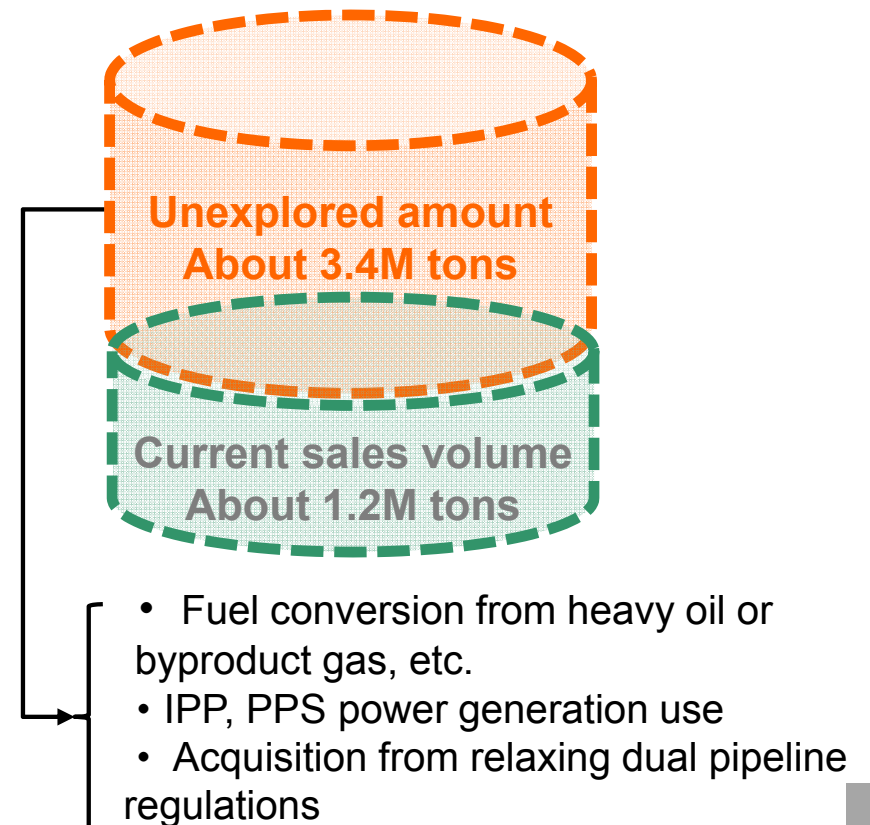 Unexplored amount
About 3.4M tons
Current sales volume
About 1.2M tons
• Fuel conversion from heavy oil or
byproduct gas, etc.
• IPP, PPS power generation use
• Acquisition from relaxing dual pipeline
regulations